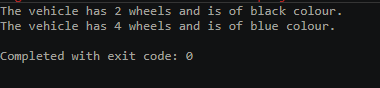 The vehicle has 2 wheels and is of black colour.
The vehicle has 4 wheels and is of blue colour.
Completed with exit code: 0